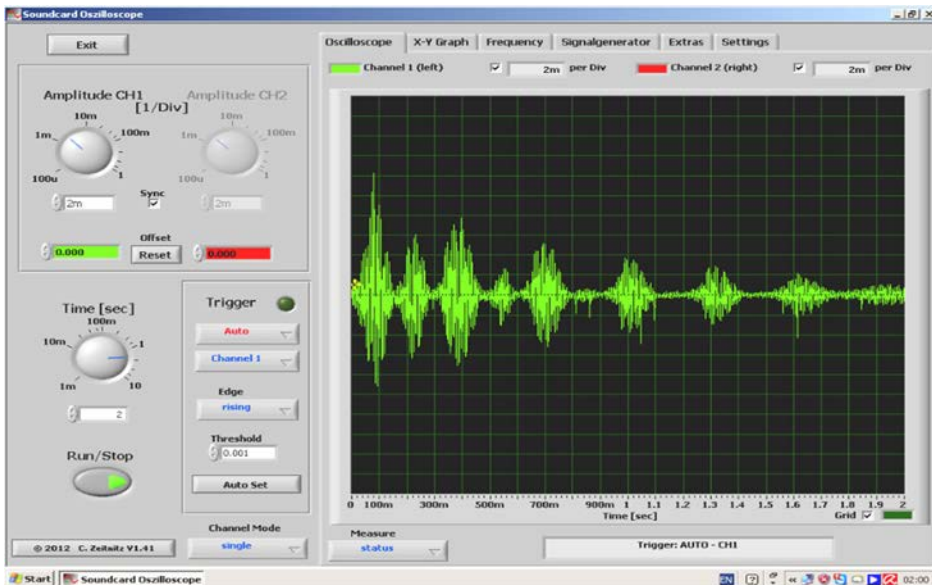 Soundcard Oszilloscope
Exit
Amplitude CH1
Amplitude CH2
[1/Div]
10m
1m
100m
100u
1
10m
1m
100m
100u
1
Sync
2m
2m
Offset
0.000
Reset
0.000
Time [sec]
100m
10m
1
1m
10
2
Run/Stop
Trigger
Auto
Channel 1
Edge
rising
Threshold
0.001
Auto Set
Channel Mode
single
© 2012 C. Zeitnitz V1.41
Oscilloscope X-Y Graph Frequency Signalgenerator Extras Settings
Channel 1 (left) 2m per Div Channel 2 (right) 2m per Div
0 100m 300m 500m 700m 900m 1 1.1 1.2 1.3 1.4 1.5 1.6 1.7 1.8 1.9 2
Time [sec]
Grid
Measure
status
Trigger: AUTO - CH1
Start Soundcard Oszilloscope EN 02:00